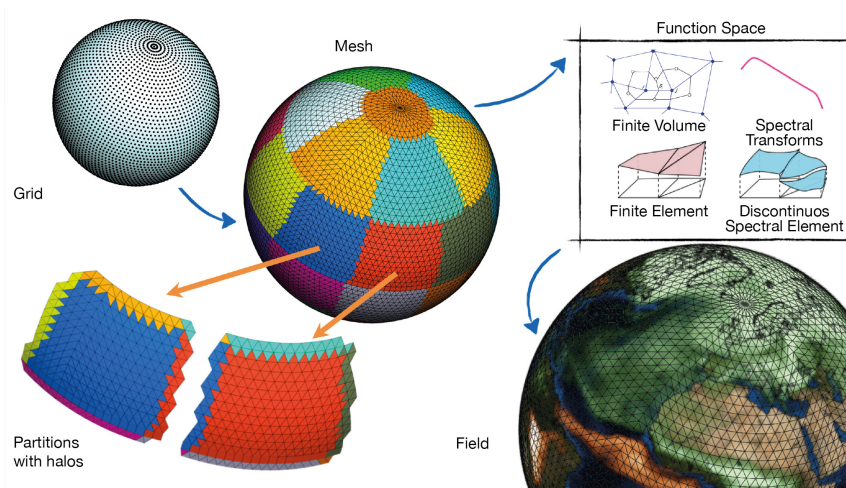 Function Space
Mesh
Finite Volume
Spectral
Transforms
Grid
Finite Element
Discontinuos
Spectral Element
Partitions
with halos
Field